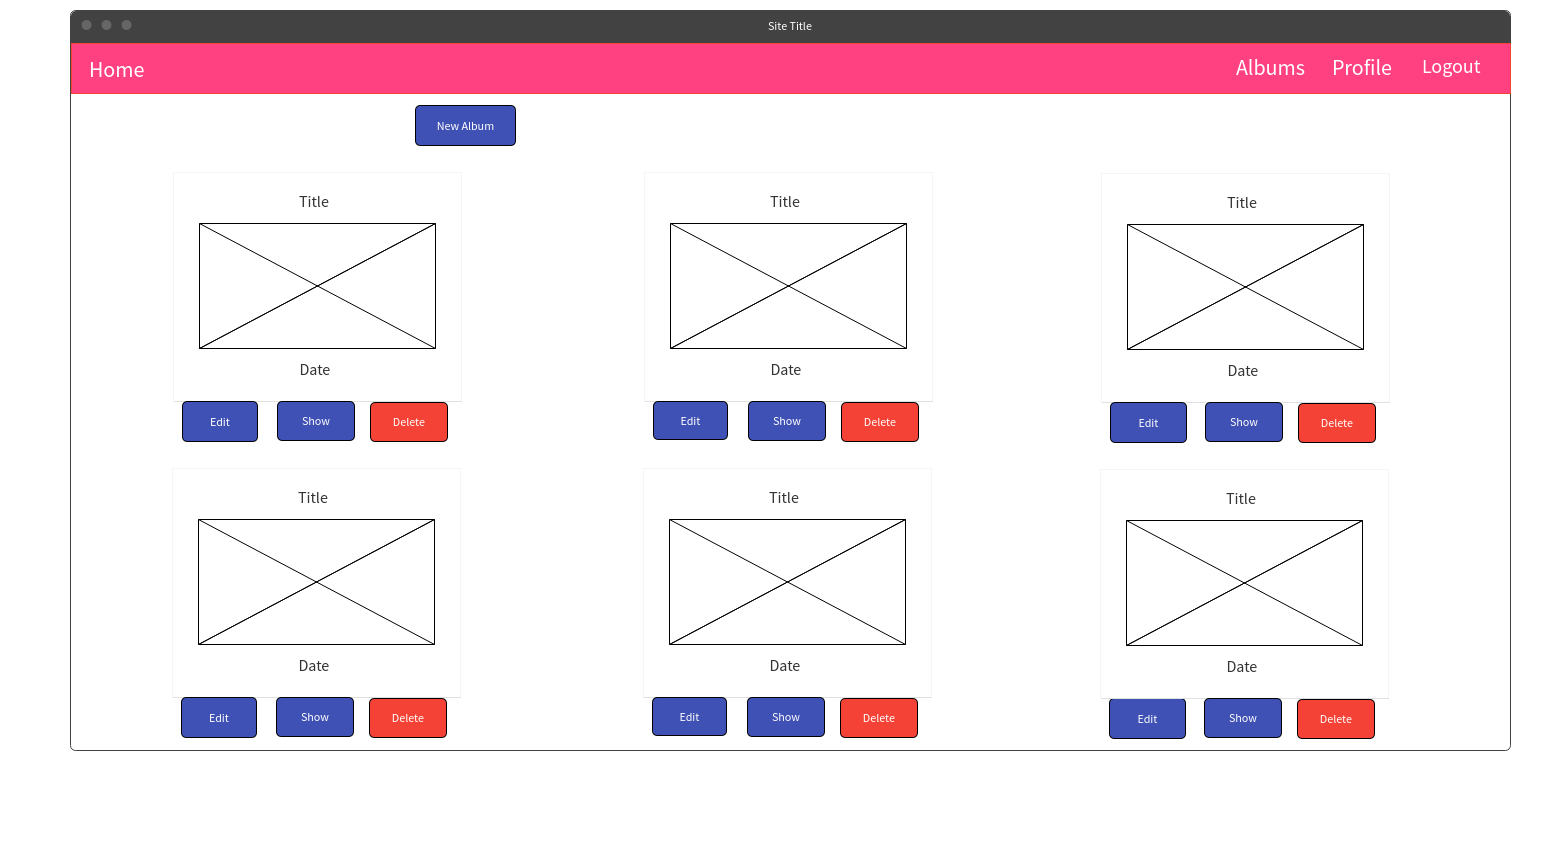 Site Title
Home Albums Profile Logout
New Album
Title Title Title
Date Date Date
Edit Show Delete Edit Show Delete Edit Show Delete
Title Title Title
Date Date Date
Edit Show Delete Edit Show Delete Edit Show Delete